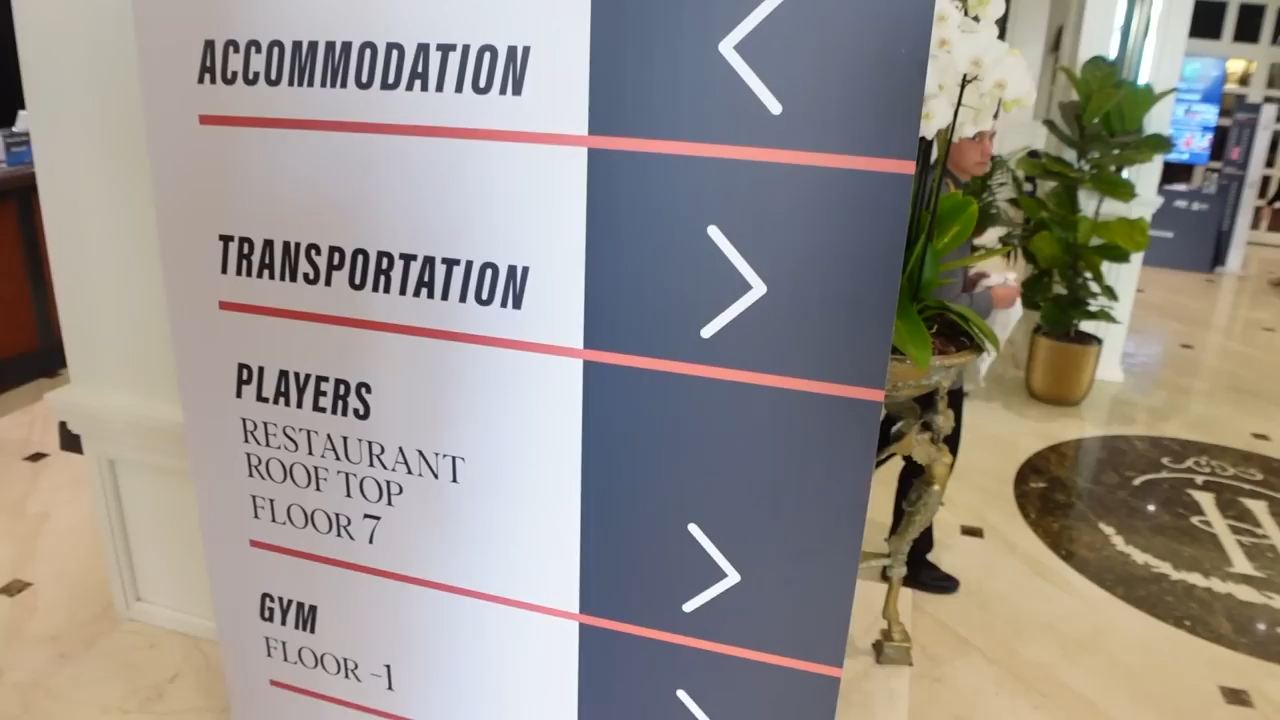 ACCOMMODATION
TRANSPORTATION
PLAYERS
RESTAURANT
ROOF TOP
FLOOR 7
GYM
FLOOR -1
H